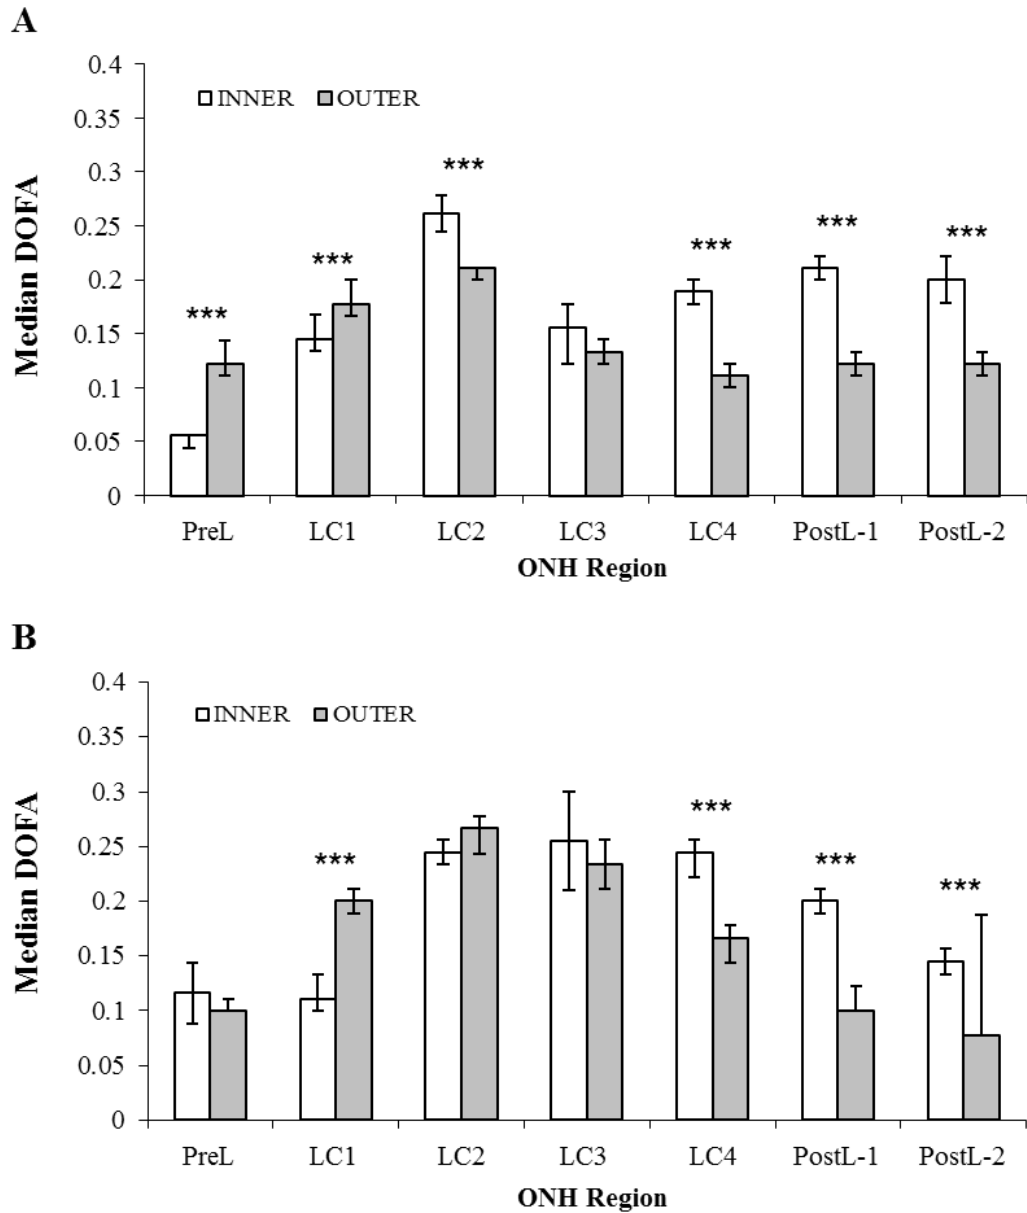 A
0.4
0.35
0.3
0.25
0.2
0.15
0.1
0.05
0
Median DOFA
INNER OUTER
*** *** *** *** *** ***
PreL LC1 LC2 LC3 LC4 PostL-1 PostL-2
ONH Region
B
0.4
0.35
0.3
0.25
0.2
0.15
0.1
0.05
0
Median DOFA
INNER OUTER
*** *** *** ***
PreL LC1 LC2 LC3 LC4 PostL-1 PostL-2
ONH Region